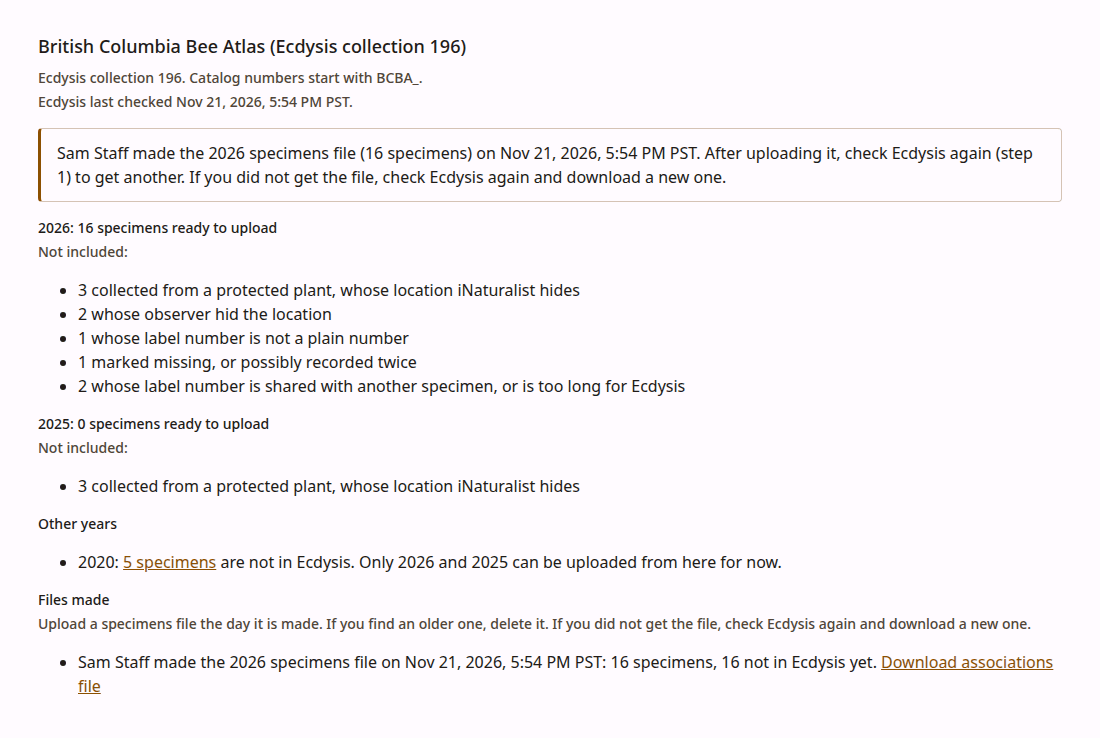 British Columbia Bee Atlas (Ecdysis collection 196)
Ecdysis collection 196. Catalog numbers start with BCBA_.
Ecdysis last checked Nov 21, 2026, 5:54 PM PST.
Sam Staff made the 2026 specimens file (16 specimens) on Nov 21, 2026, 5:54 PM PST. After uploading it, check Ecdysis again (step
1) to get another. If you did not get the file, check Ecdysis again and download a new one.
2026: 16 specimens ready to upload
Not included:
• 3 collected from a protected plant, whose location iNaturalist hides
• 2 whose observer hid the location
• 1 whose label number is not a plain number
• 1 marked missing, or possibly recorded twice
• 2 whose label number is shared with another specimen, or is too long for Ecdysis
2025: 0 specimens ready to upload
Not included:
• 3 collected from a protected plant, whose location iNaturalist hides
Other years
• 2020: 5 specimens are not in Ecdysis. Only 2026 and 2025 can be uploaded from here for now.
Files made
Upload a specimens file the day it is made. If you find an older one, delete it. If you did not get the file, check Ecdysis again and download a new one.
• Sam Staff made the 2026 specimens file on Nov 21, 2026, 5:54 PM PST: 16 specimens, 16 not in Ecdysis yet. Download associations
file